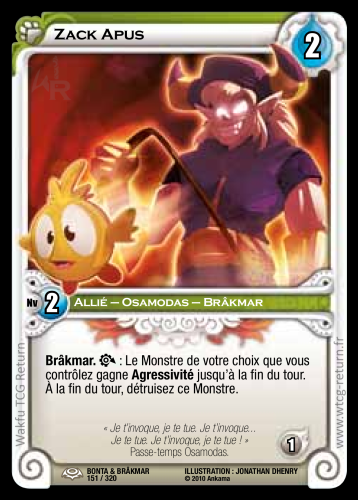 Zack Apus
2
Nv 2
Allié – Osamodas – Brâkmar
Brâkmar. : Le Monstre de votre choix que vous
contrôlez gagne Agressivité jusqu'à la fin du tour.
À la fin du tour, détruisez ce Monstre.
« Je t'invoque, je te tue. Je t'invoque...
Je te tue. Je t'invoque, je te tue ! »
Passe-temps Osamodas.
1
BONTA & BRÂKMAR
151 / 320
ILLUSTRATION : JONATHAN DHENRY
© 2010 Ankama
Wakfu TCG Return
www.wtcg-return.fr